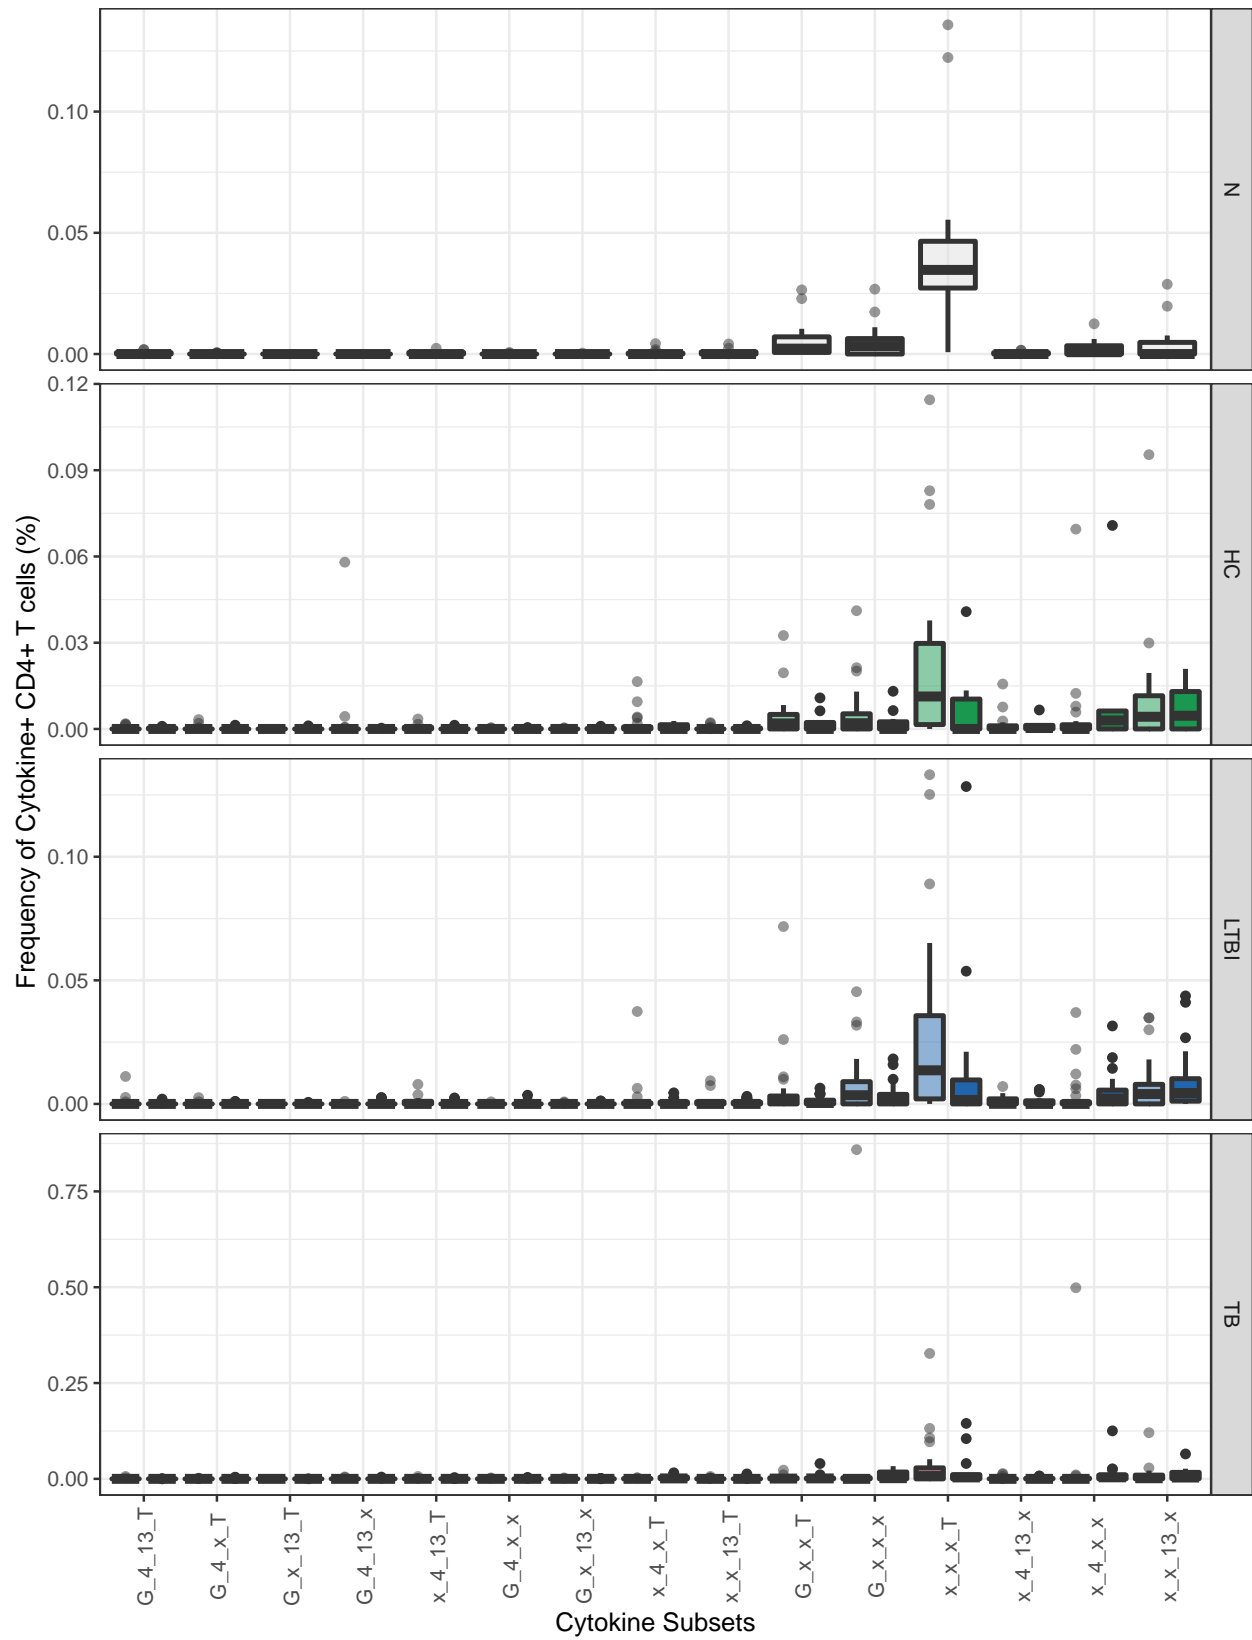 0.10
0.05
0.00
N
0.12
0.09
0.06
0.03
0.00
HC
Frequency of Cytokine+ CD4+ T cells (%)
0.10
0.05
0.00
LTBI
0.75
0.50
0.25
0.00
TB
G_4_13_T
G_4_x_T
G_x_13_T
G_4_13_x
x_4_13_T
G_4_x_x
G_x_13_x
x_4_x_T
x_x_13_T
G_x_x_T
G_x_x_x
x_x_x_T
x_4_13_x
x_4_x_x
x_x_13_x
Cytokine Subsets